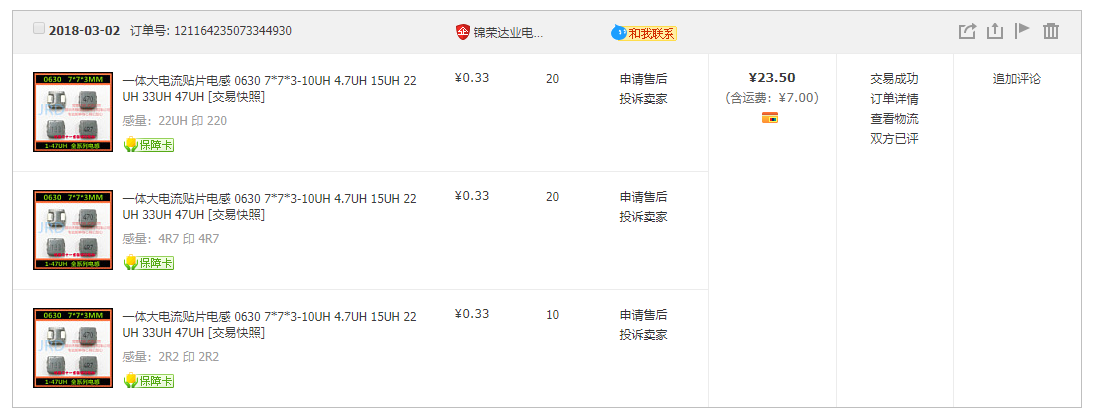 2018-03-02 订单号: 121164235073344930 锦荣达业电... 和我联系
0630 7*7*3MM
1-47UH 全系列电感
一体大电流贴片电感 0630 7*7*3-10UH 4.7UH 15UH 22
UH 33UH 47UH [交易快照]
感量：22UH 印 220
保障卡
¥0.33
20
申请售后
投诉卖家
¥23.50
(含运费：¥7.00)
交易成功
订单详情
查看物流
双方已评
追加评论
0630 7*7*3MM
1-47UH 全系列电感
一体大电流贴片电感 0630 7*7*3-10UH 4.7UH 15UH 22
UH 33UH 47UH [交易快照]
感量：4R7 印 4R7
保障卡
¥0.33
20
申请售后
投诉卖家
0630 7*7*3MM
1-47UH 全系列电感
一体大电流贴片电感 0630 7*7*3-10UH 4.7UH 15UH 22
UH 33UH 47UH [交易快照]
感量：2R2 印 2R2
保障卡
¥0.33
10
申请售后
投诉卖家